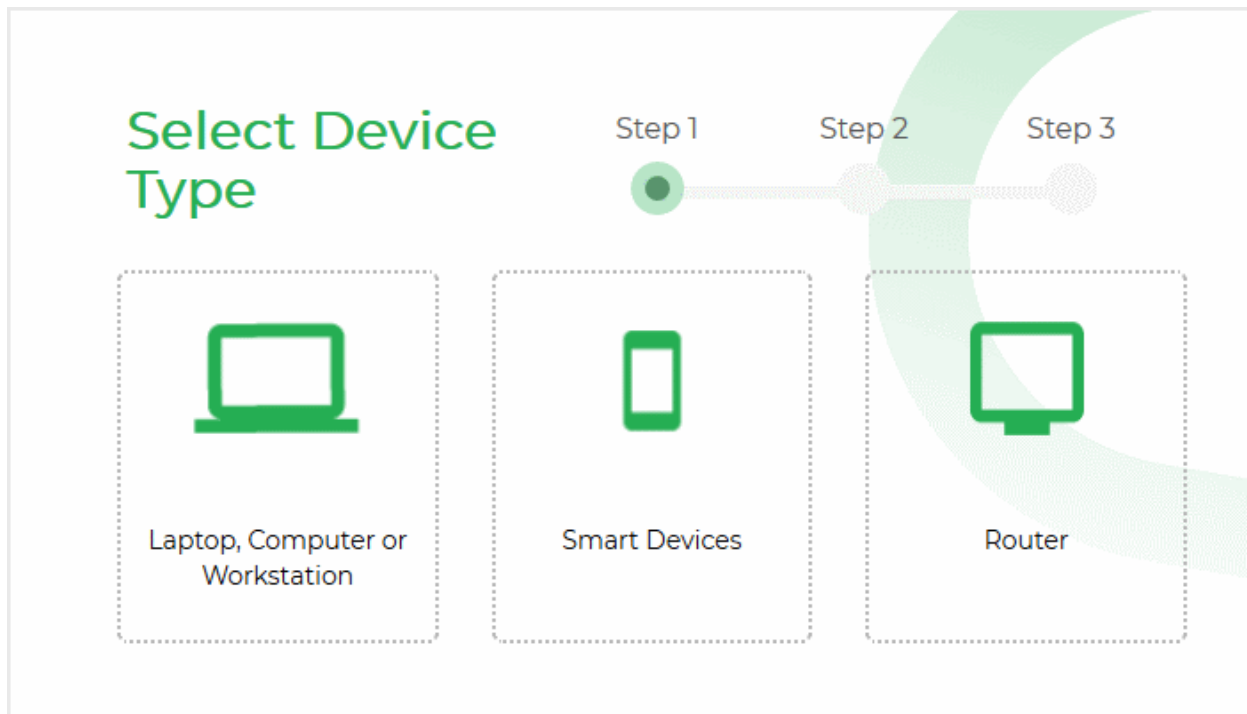 Select Device
Type
Step 1
Step 2
Step 3
Laptop, Computer or
Workstation
Smart Devices
Router